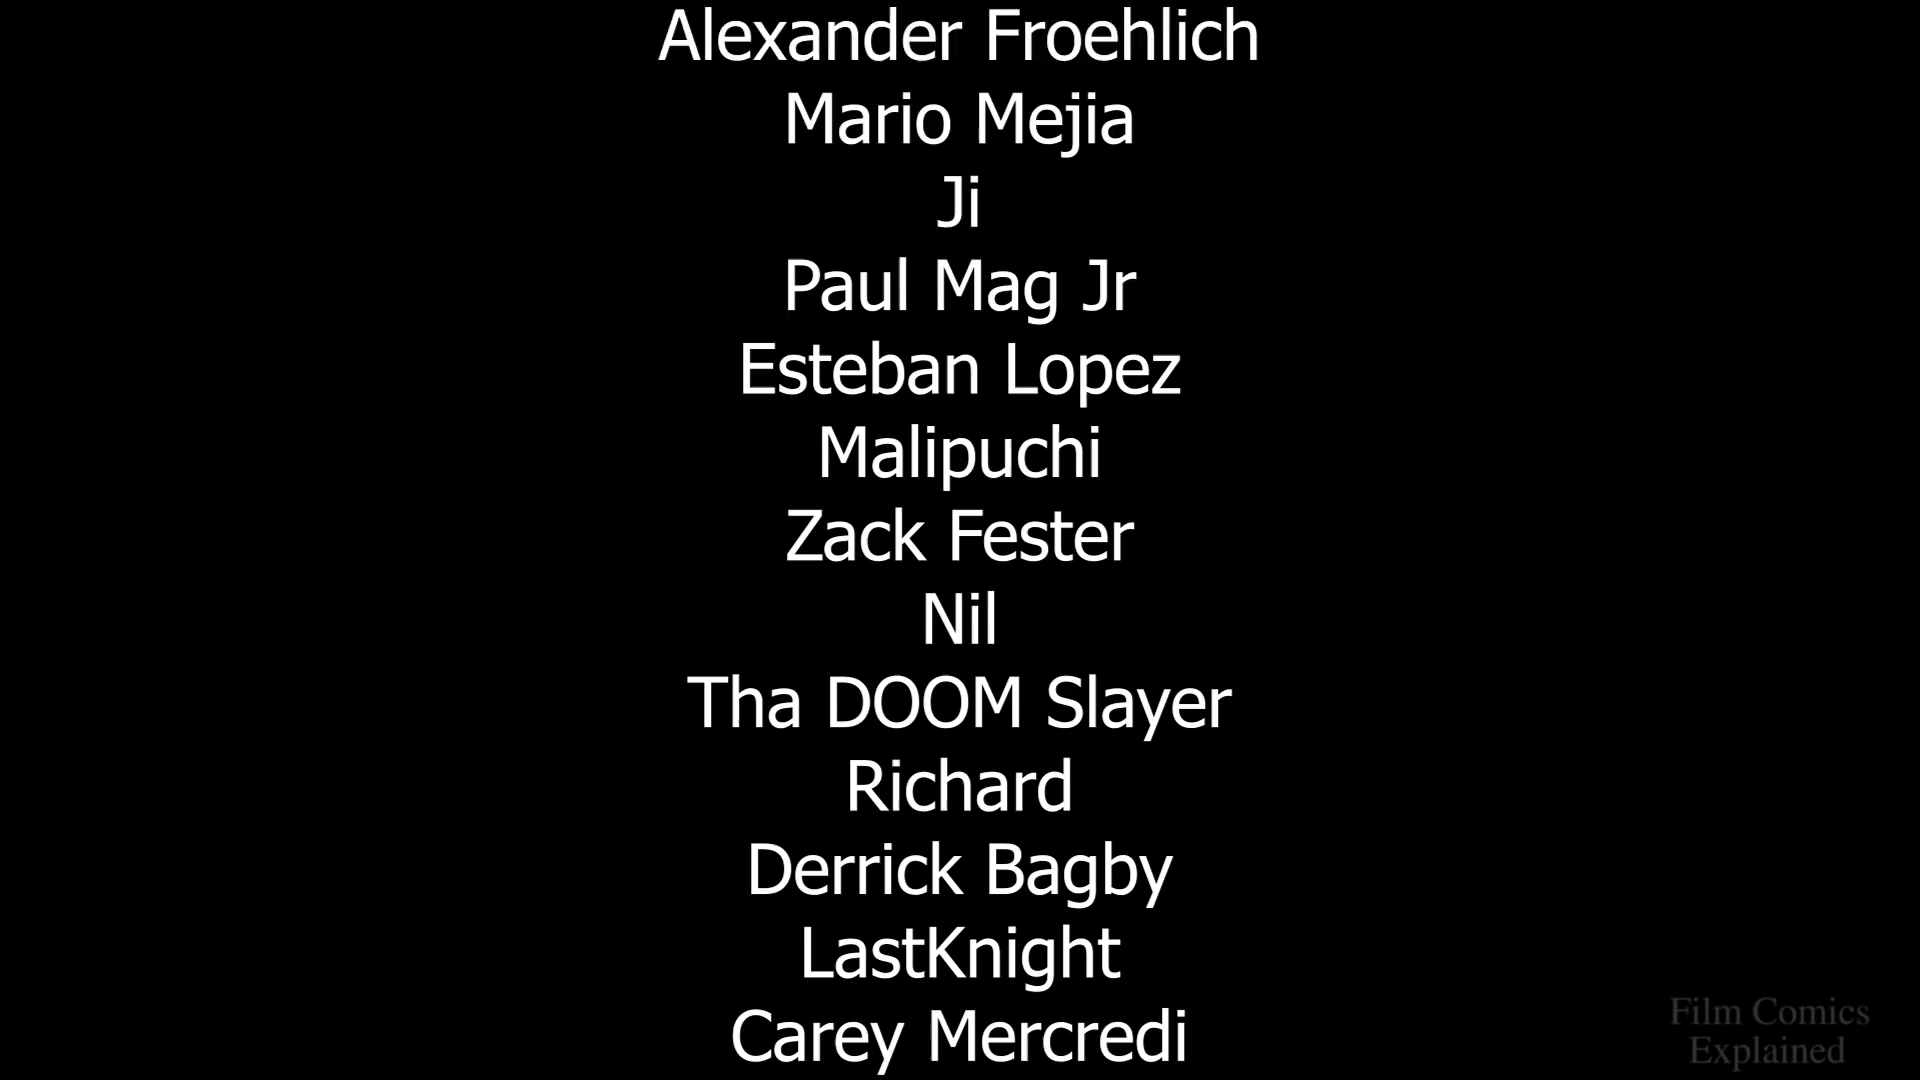 Alexander Froehlich
Mario Mejia
Ji
Paul Mag Jr
Esteban Lopez
Malipuchi
Zack Fester
Nil
Tha DOOM Slayer
Richard
Derrick Bagby
LastKnight
Carey Mercredi
Film Comics
Explained